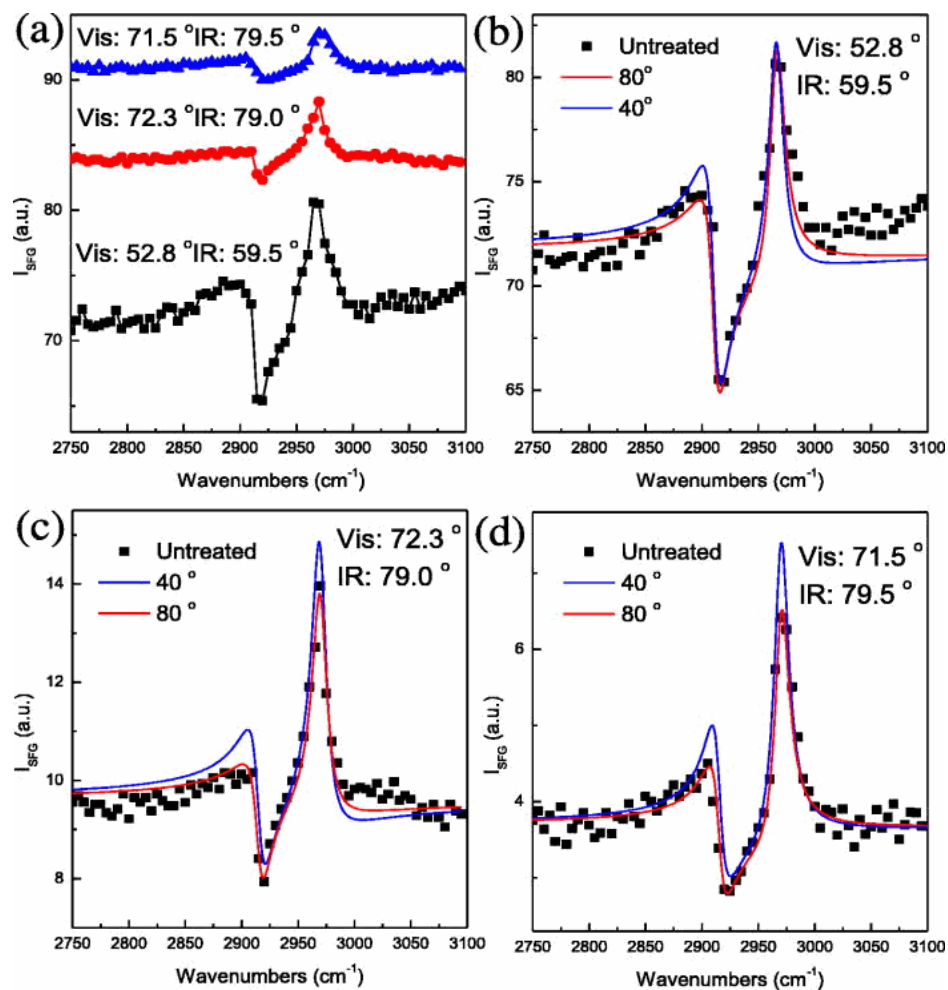 (a)
Vis: 71.5 °IR: 79.5 °
90
Vis: 72.3 °IR: 79.0 °
80
Vis: 52.8 °IR: 59.5 °
70
I_SFG (a.u.)
2750 2800 2850 2900 2950 3000 3050 3100
Wavenumbers (cm⁻¹)
(b)
Untreated
80°
40°
Vis: 52.8 °
IR: 59.5 °
80
75
70
65
I_SFG (a.u.)
2750 2800 2850 2900 2950 3000 3050 3100
Wavenumbers (cm⁻¹)
(c)
Untreated
40 °
80 °
Vis: 72.3 °
IR: 79.0 °
14
12
10
8
I_SFG (a.u.)
2750 2800 2850 2900 2950 3000 3050 3100
Wavenumbers (cm⁻¹)
(d)
Untreated
40 °
80 °
Vis: 71.5 °
IR: 79.5 °
6
4
I_SFG (a.u.)
2750 2800 2850 2900 2950 3000 3050 3100
Wavenumbers (cm⁻¹)